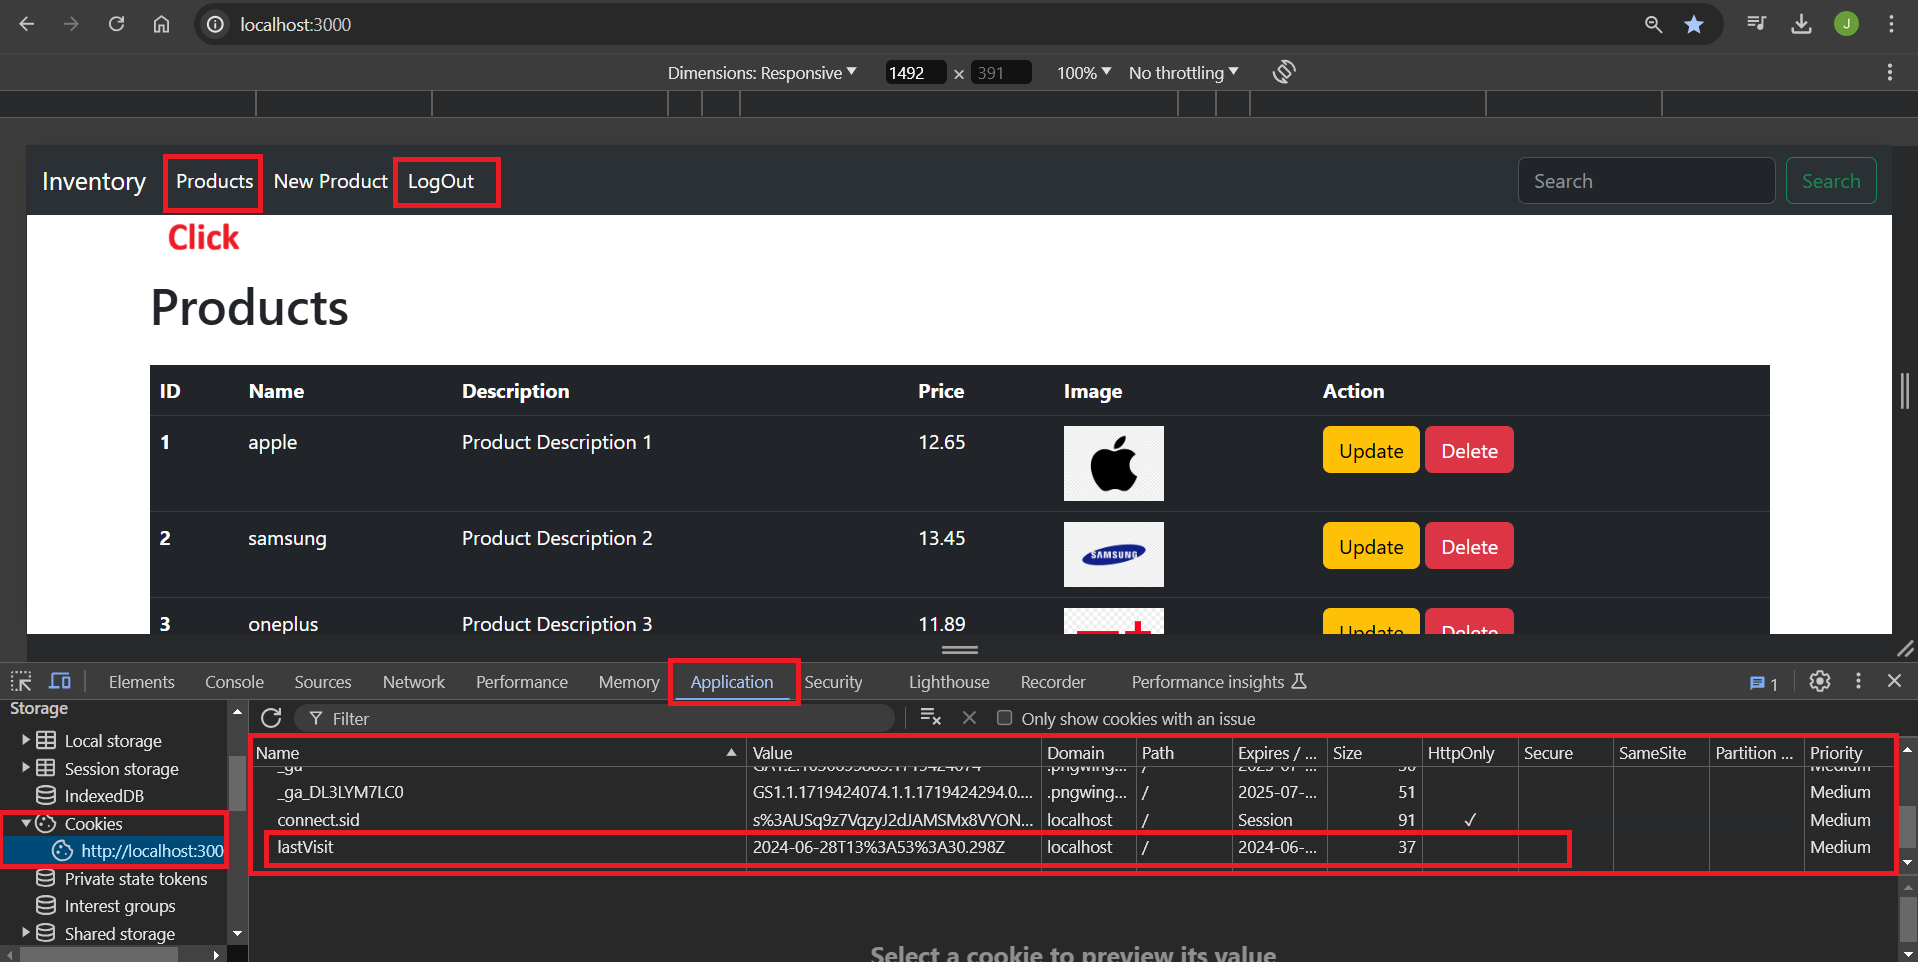 localhost:3000
J
Dimensions: Responsive 1492 × 391 100% No throttling
Inventory Products New Product LogOut Search Search
Click
Products
ID Name Description Price Image Action
1 apple Product Description 1 12.65 Update Delete
2 samsung Product Description 2 13.45 SAMSUNG Update Delete
3 oneplus Product Description 3 11.89 Update Delete
Elements Console Sources Network Performance Memory Application Security Lighthouse Recorder Performance insights 1
Storage
Filter Only show cookies with an issue
Local storage
Session storage
IndexedDB
Cookies
http://localhost:300
Private state tokens
Interest groups
Shared storage
Name Value Domain Path Expires / ... Size HttpOnly Secure SameSite Partition ... Priority
_ga .pngwing... / Medium
_ga_DL3LYM7LC0 GS1.1.1719424074.1.1.1719424294.0.... .pngwing... / 2025-07-... 51 Medium
connect.sid s%3AUSq9z7VqzyJ2dJAMSMx8VYON... localhost / Session 91 ✓ Medium
lastVisit 2024-06-28T13%3A53%3A30.298Z localhost / 2024-06-... 37 Medium
Select a cookie to preview its value